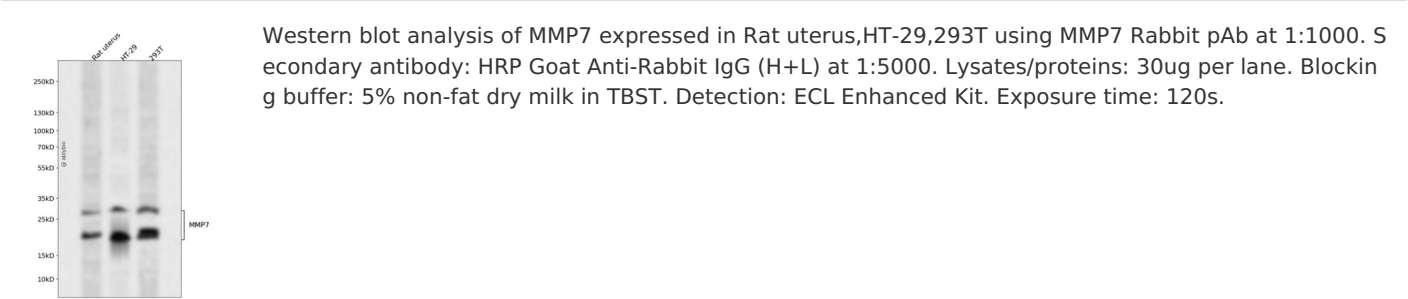 Rat uterus
HT-29
293T
250kD
130kD
100kD
70kD
55kD
35kD
25kD
15kD
10kD
MMP7
Western blot analysis of MMP7 expressed in Rat uterus,HT-29,293T using MMP7 Rabbit pAb at 1:1000. S
econdary antibody: HRP Goat Anti-Rabbit IgG (H+L) at 1:5000. Lysates/proteins: 30ug per lane. Blockin
g buffer: 5% non-fat dry milk in TBST. Detection: ECL Enhanced Kit. Exposure time: 120s.